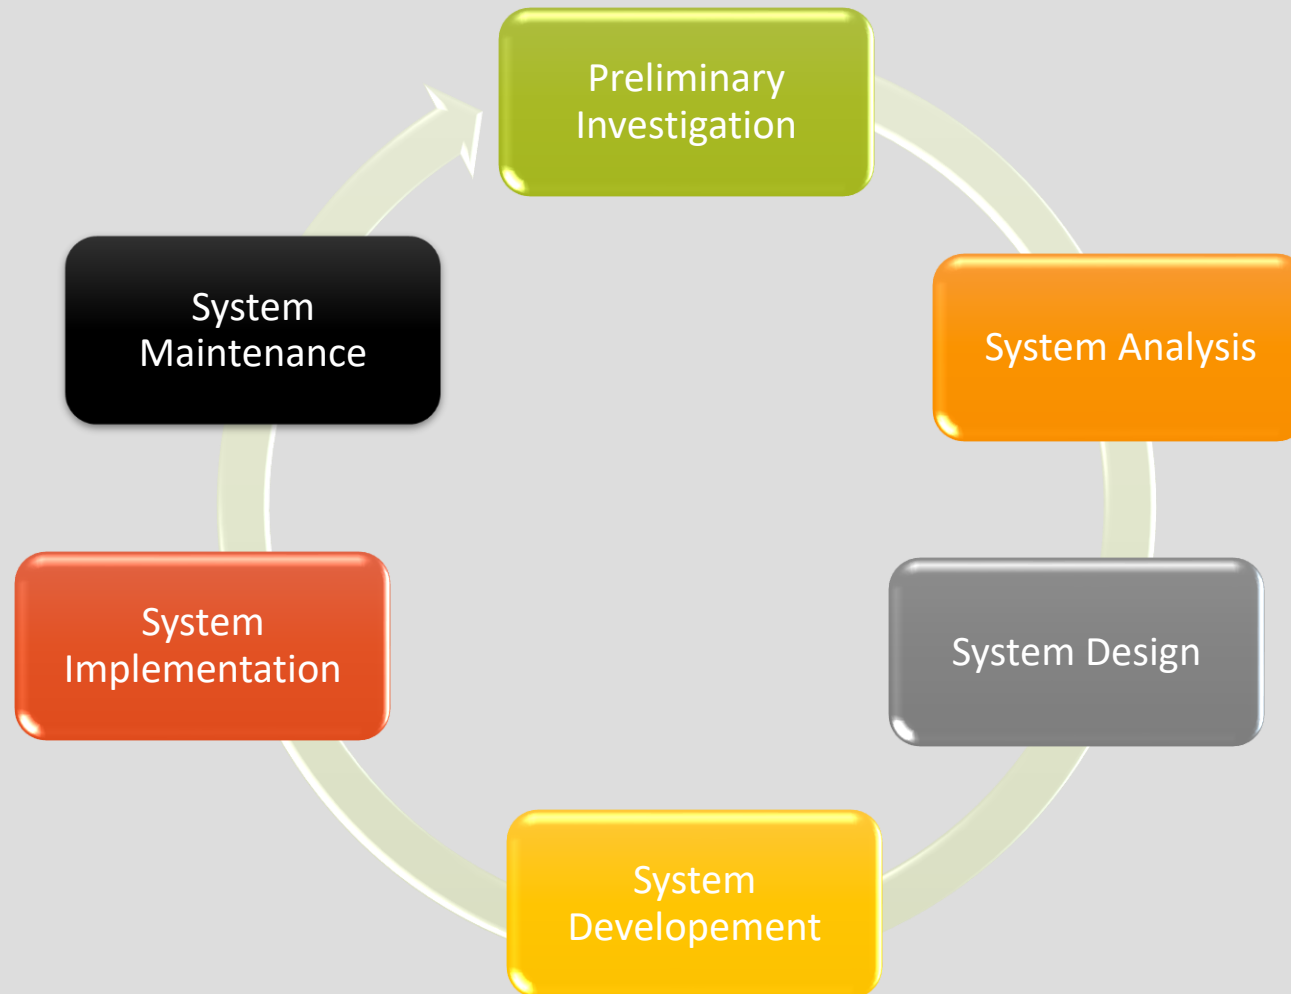 Preliminary
Investigation
System Analysis
System Design
System
Developement
System
Implementation
System
Maintenance